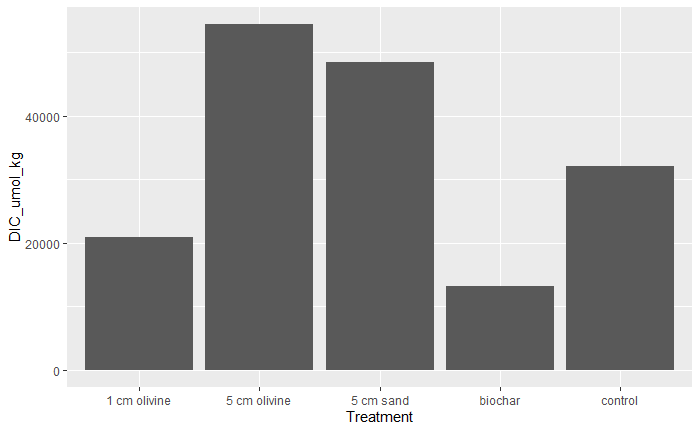 DIC_umol_kg
40000
20000
0
1 cm olivine
5 cm olivine
5 cm sand
biochar
control
Treatment